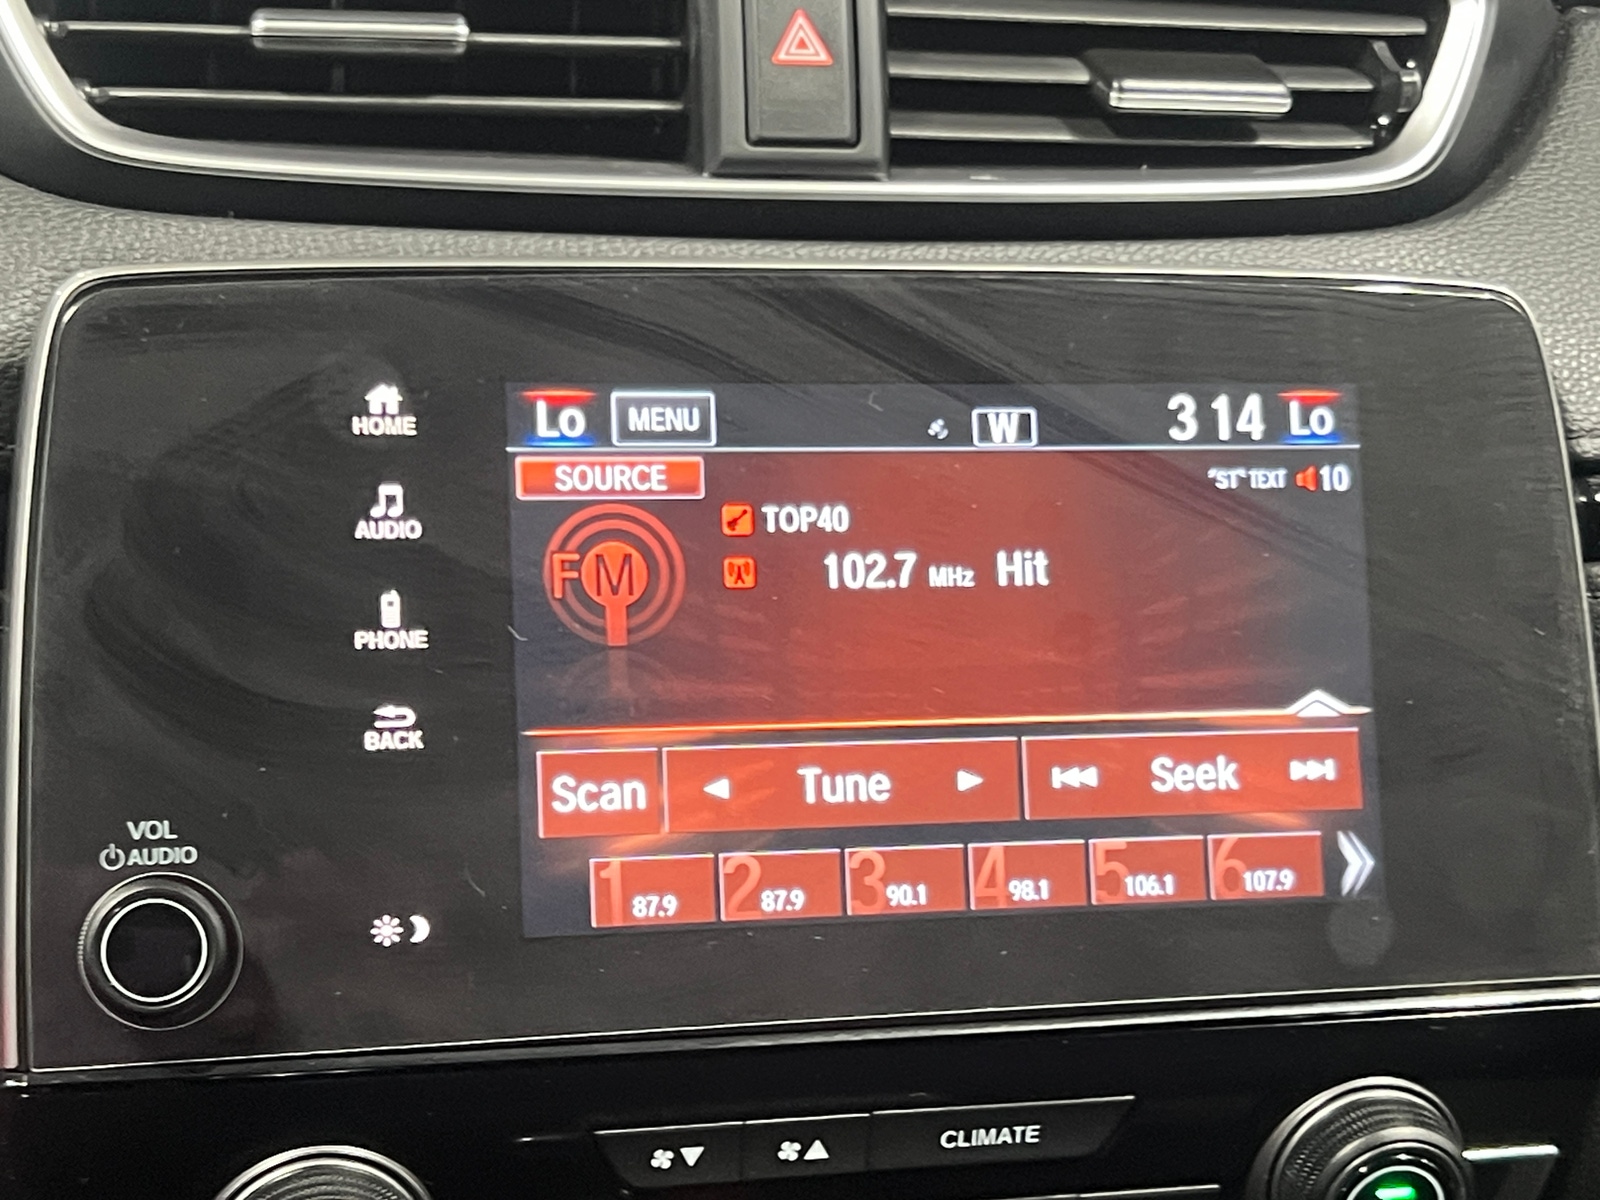 HOME
AUDIO
PHONE
BACK
VOL
AUDIO
Lo MENU W 3 14 Lo
SOURCE "ST" TEXT 10
FM
TOP40
102.7 MHz Hit
Scan Tune Seek
1 87.9 2 87.9 3 90.1 4 98.1 5 106.1 6 107.9
CLIMATE